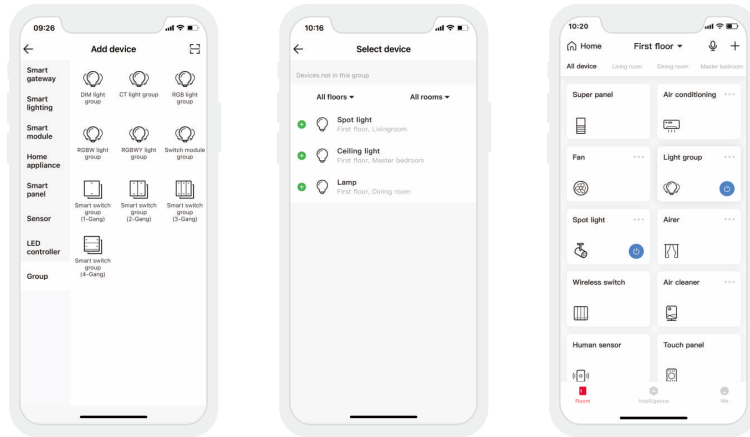 09:26
Add device
Smart
gateway
Smart
lighting
Smart
module
Home
appliance
Smart
panel
Sensor
LED
controller
Group
DIM light
group
CT light group
RGB light
group
RGBW light
group
RGBWY light
group
Switch module
group
Smart switch
group
(1-Gang)
Smart switch
group
(2-Gang)
Smart switch
group
(3-Gang)
Smart switch
group
(4-Gang)
10:16
Select device
Devices not in this group
All floors All rooms
Spot light
First floor, Livingroom
Ceiling light
First floor, Master bedroom
Lamp
First floor, Dining room
10:20
Home First floor
All device Living room Dining room Master bedroom
Super panel Air conditioning
Fan Light group
Spot light Airer
Wireless switch Air cleaner
Human sensor Touch panel
Room Intelligence Me